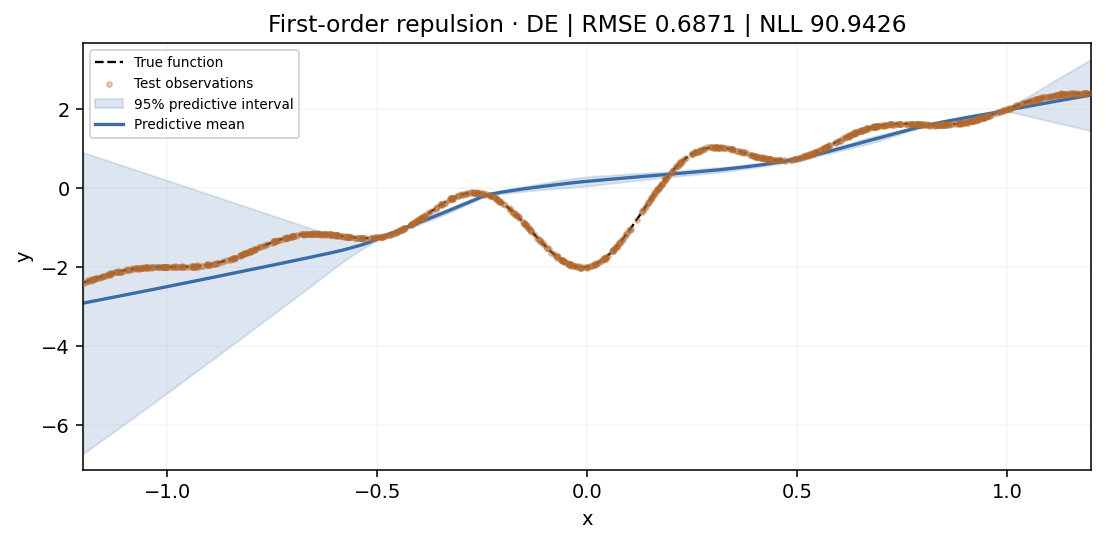 First-order repulsion · DE | RMSE 0.6871 | NLL 90.9426
True function
Test observations
95% predictive interval
Predictive mean
y
2
0
−2
−4
−6
−1.0
−0.5
0.0
0.5
1.0
x